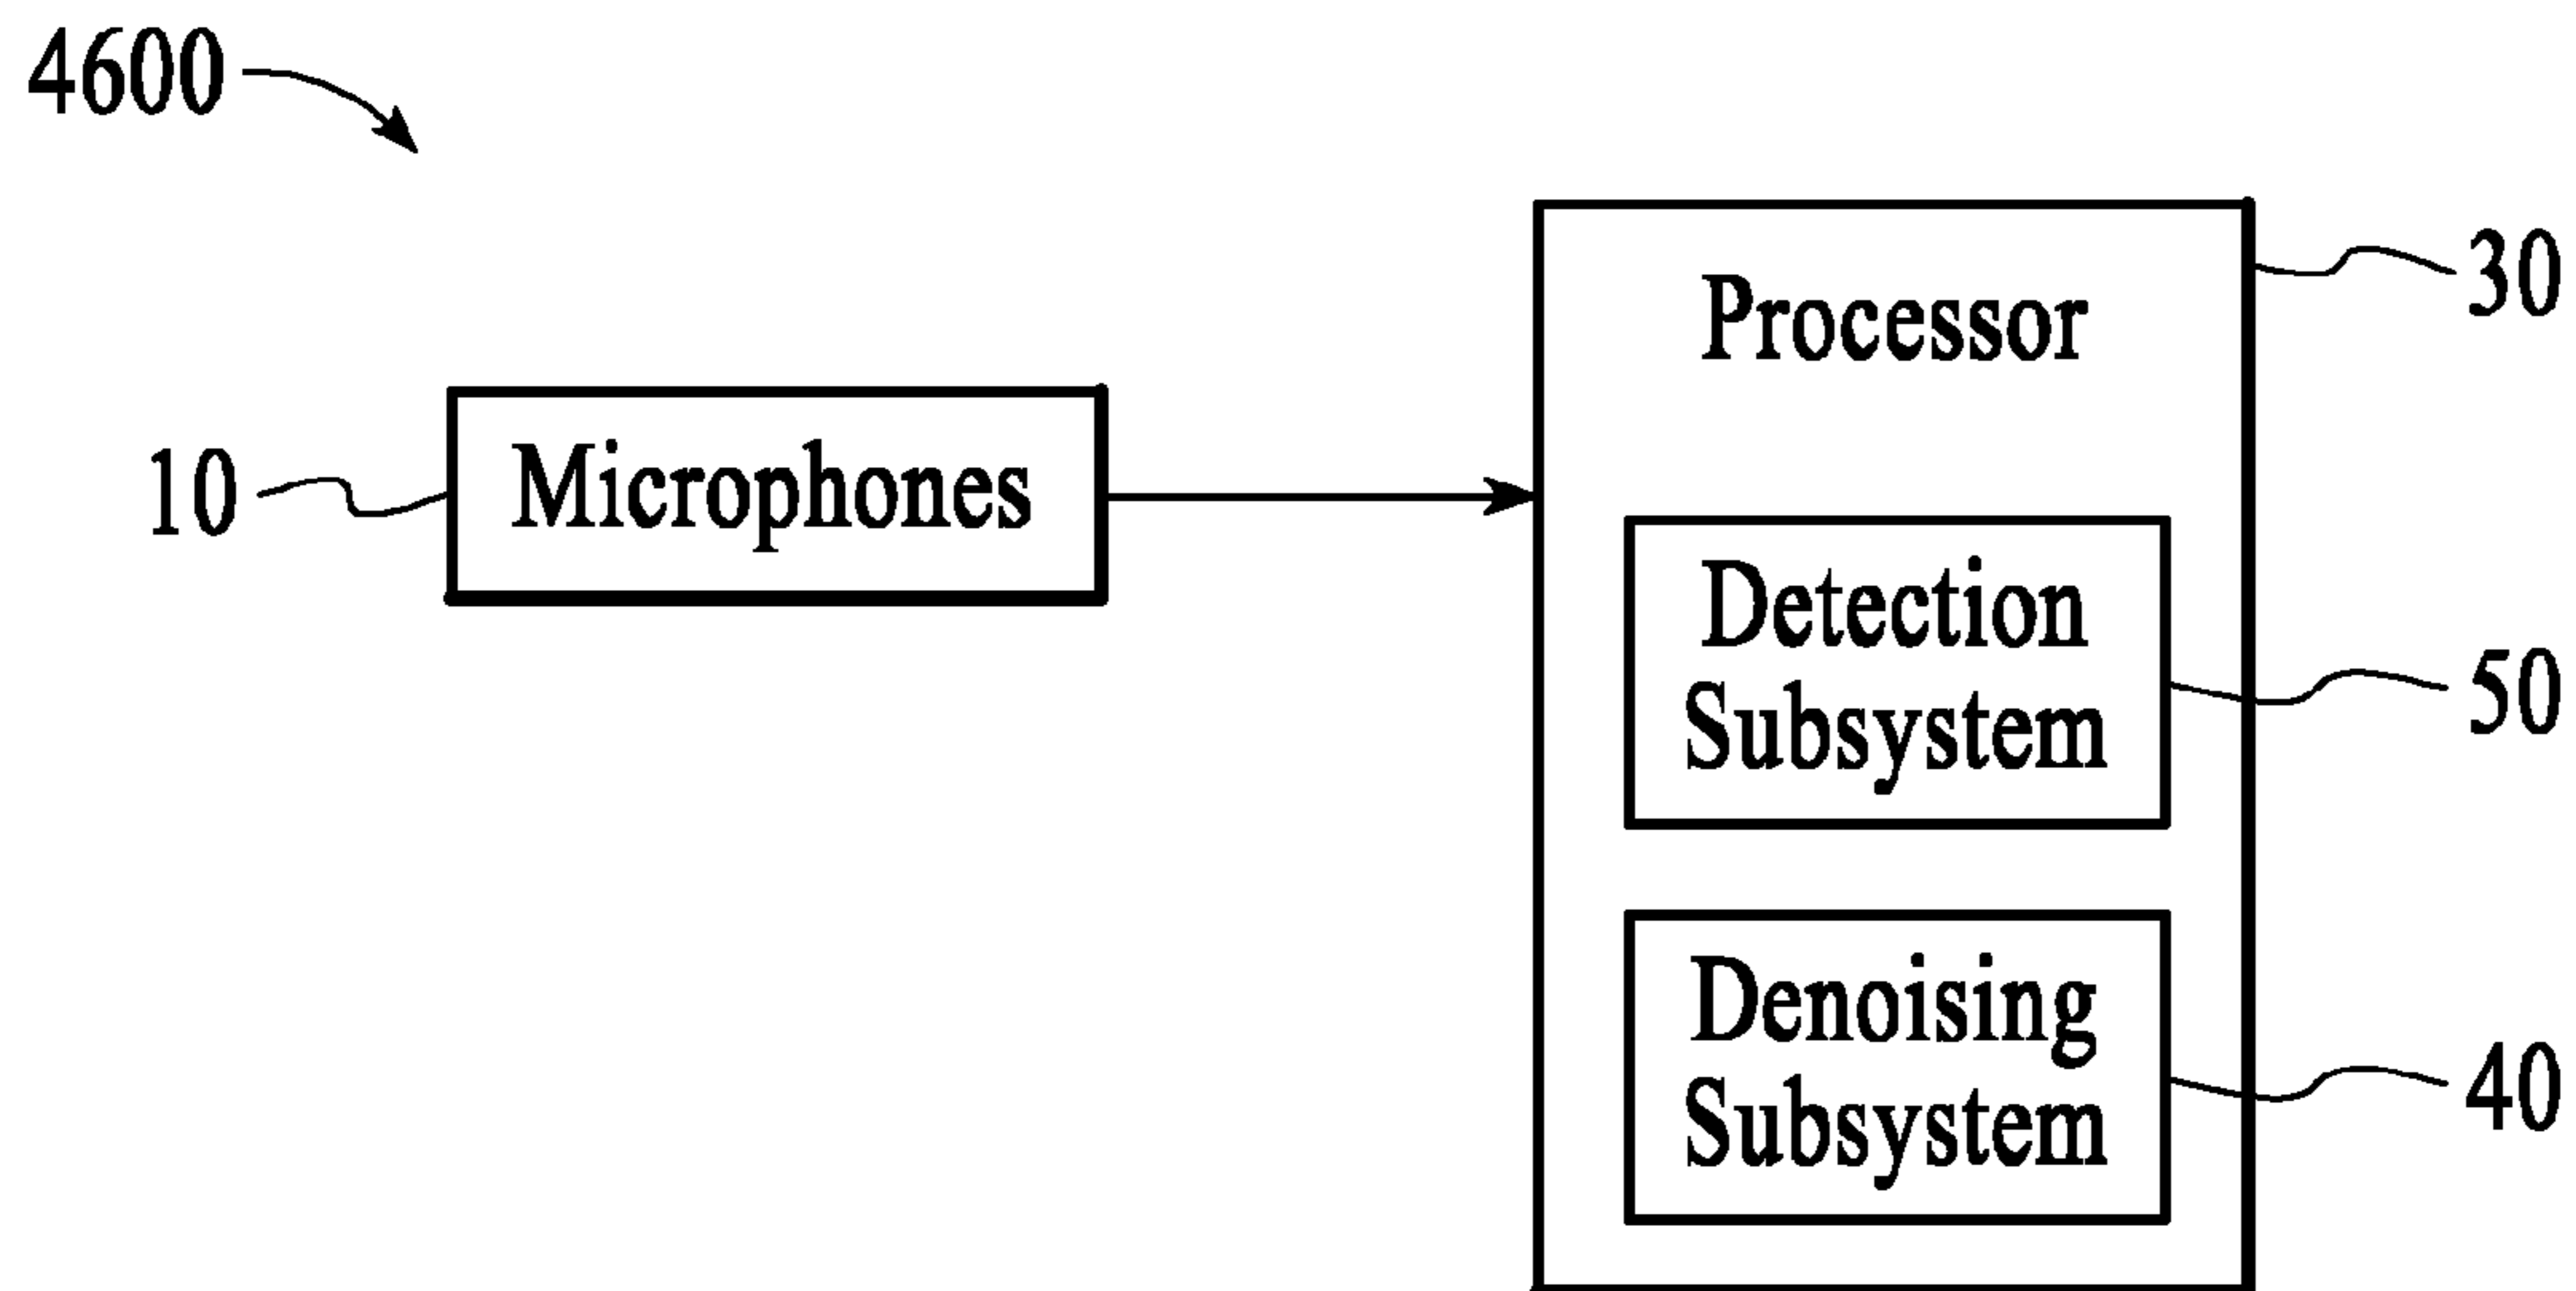 4600
Processor
30
10
Microphones
Detection
Subsystem
50
Denoising
Subsystem
40